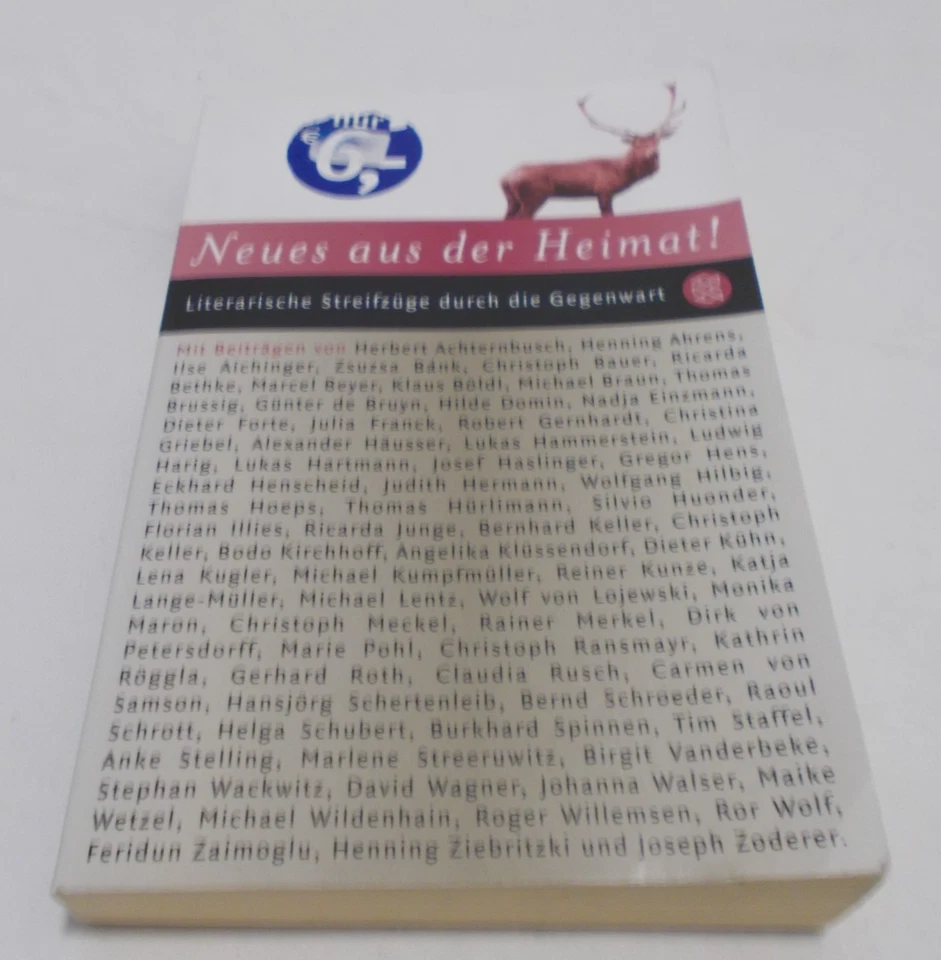 nur
€ 6,-
Neues aus der Heimat!
Literarische Streifzüge durch die Gegenwart
Mit Beiträgen von Herbert Achternbusch, Henning Ahrens,
Ilse Aichinger, Zsuzsa Bánk, Christoph Bauer, Ricarda
Bethke, Marcel Beyer, Klaus Böldl, Michael Braun, Thomas
Brussig, Günter de Bruyn, Hilde Domin, Nadja Einzmann,
Dieter Forte, Julia Franck, Robert Gernhardt, Christina
Griebel, Alexander Häusser, Lukas Hammerstein, Ludwig
Harig, Lukas Hartmann, Josef Haslinger, Gregor Hens,
Eckhard Henscheid, Judith Hermann, Wolfgang Hilbig,
Thomas Hoeps, Thomas Hürlimann, Silvio Huonder,
Florian Illies, Ricarda Junge, Bernhard Keller, Christoph
Keller, Bodo Kirchhoff, Angelika Klüssendorf, Dieter Kühn,
Lena Kugler, Michael Kumpfmüller, Reiner Kunze, Katja
Lange-Müller, Michael Lentz, Wolf von Lojewski, Monika
Maron, Christoph Meckel, Rainer Merkel, Dirk von
Petersdorff, Marie Pohl, Christoph Ransmayr, Kathrin
Röggla, Gerhard Roth, Claudia Rusch, Carmen von
Samson, Hansjörg Schertenleib, Bernd Schroeder, Raoul
Schrott, Helga Schubert, Burkhard Spinnen, Tim Staffel,
Anke Stelling, Marlene Streeruwitz, Birgit Vanderbeke,
Stephan Wackwitz, David Wagner, Johanna Walser, Maike
Wetzel, Michael Wildenhain, Roger Willemsen, Ror Wolf,
Feridun Zaimoglu, Henning Ziebritzki und Joseph Zoderer.